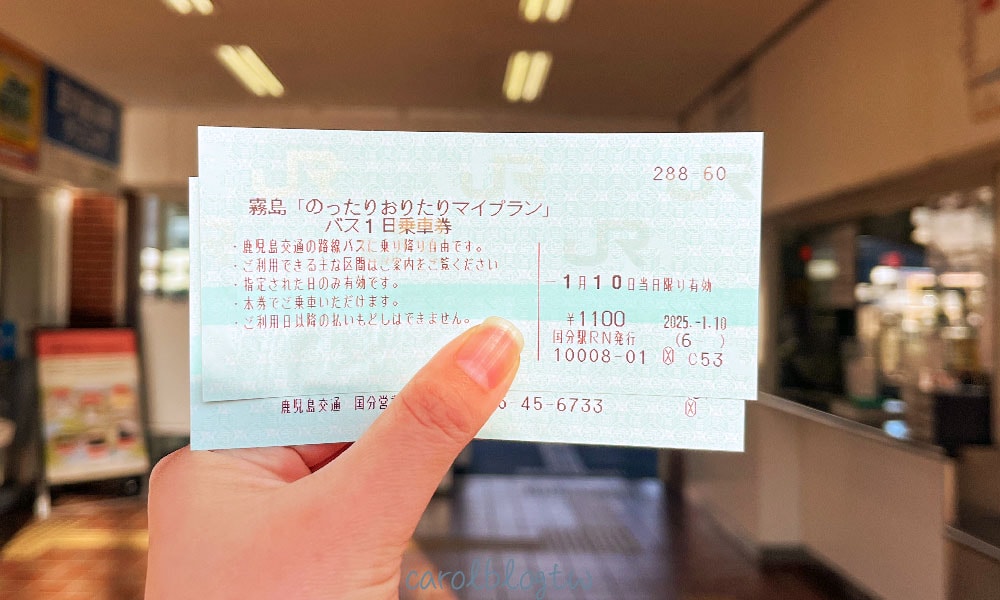 288-60
霧島「のったりおりたりマイプラン」
バス1日乗車券
・鹿児島交通の路線バスに乗り降り自由です。
・ご利用できる主な区間はご案内をご覧ください
・指定された日のみ有効です。
・本券でご乗車いただけます。
・ご利用日以降の払いもどしはできません。
-1月10日当日限り有効
¥1100
2025.-1.10
国分駅RN発行 (6- )
10008-01 C53
鹿児島交通 国分営
45-6733
carolblogtw